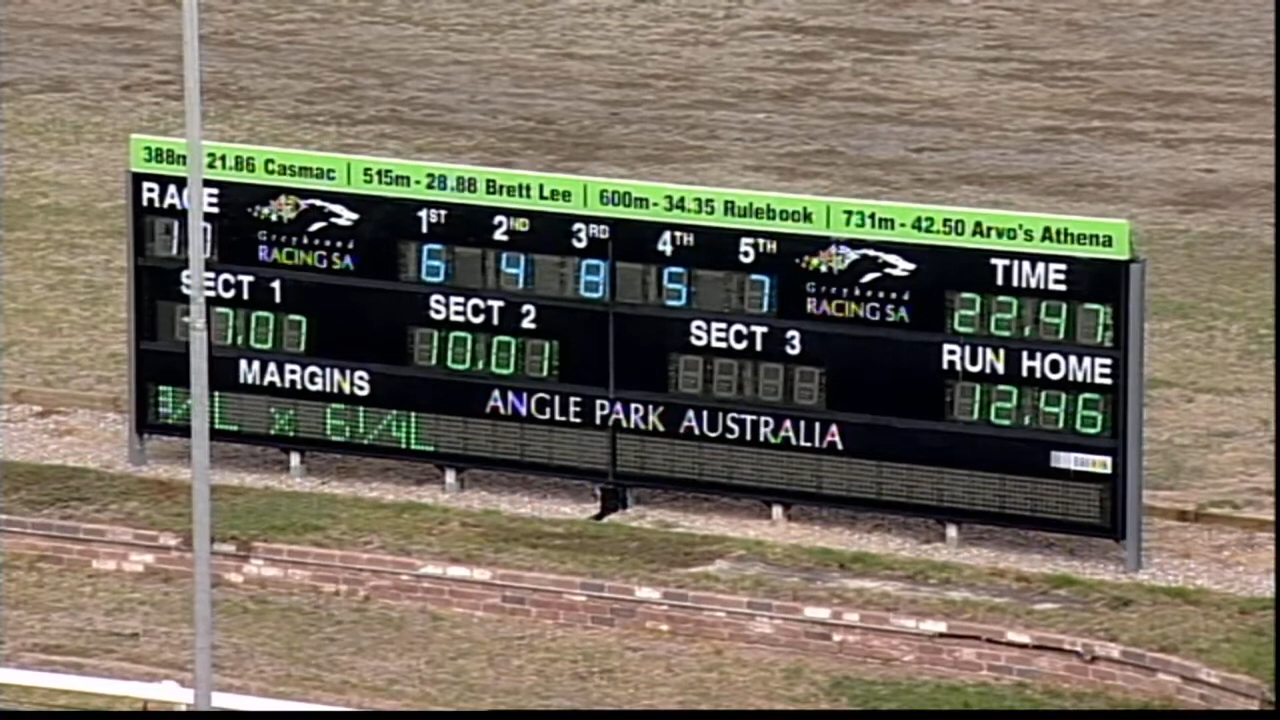 388m 21.86 Casmac | 515m - 28.88 Brett Lee | 600m - 34.35 Rulebook | 731m - 42.50 Arvo's Athena
RACE
Greyhound
RACING SA
1ST 2ND 3RD 4TH 5TH
6 4 8 5 7
Greyhound
RACING SA
TIME
22.47
SECT 1
7.07
SECT 2
10.01
SECT 3
RUN HOME
12.46
MARGINS
L x 6 1/4L
ANGLE PARK AUSTRALIA